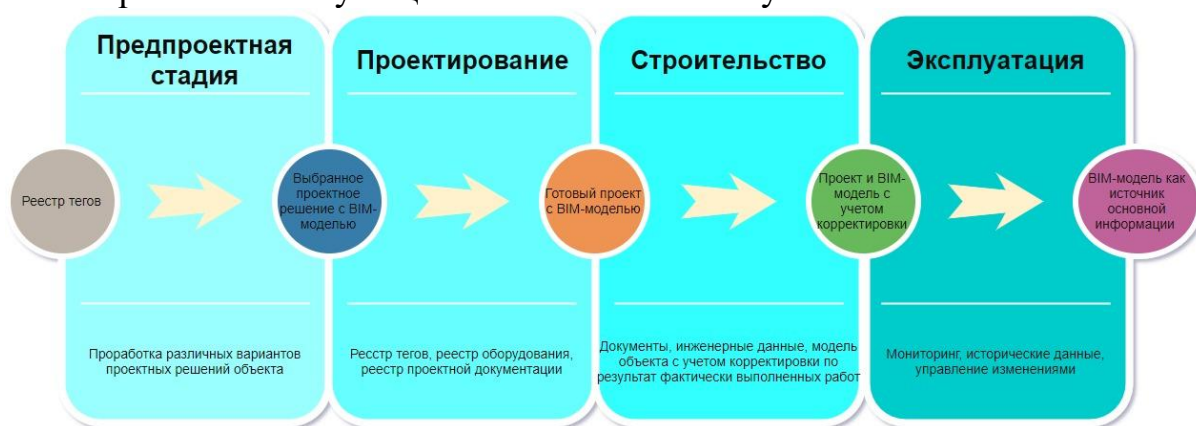 Предпроектная
стадия
Проектирование
Строительство
Эксплуатация
Реестр тегов
Выбранное
проектное
решение с BIM-
моделью
Готовый проект
с BIM-моделью
Проект и BIM-
модель с
учетом
корректировки
BIM-модель как
источник
основной
информации
Проработка различных вариантов
проектных решений объекта
Ресстр тегов, реестр оборудования,
реестр проектной документации
Документы, инженерные данные, модель
объекта с учетом корректировки по
результат фактически выполненных работ
Мониторинг, исторические данные,
управление изменениями